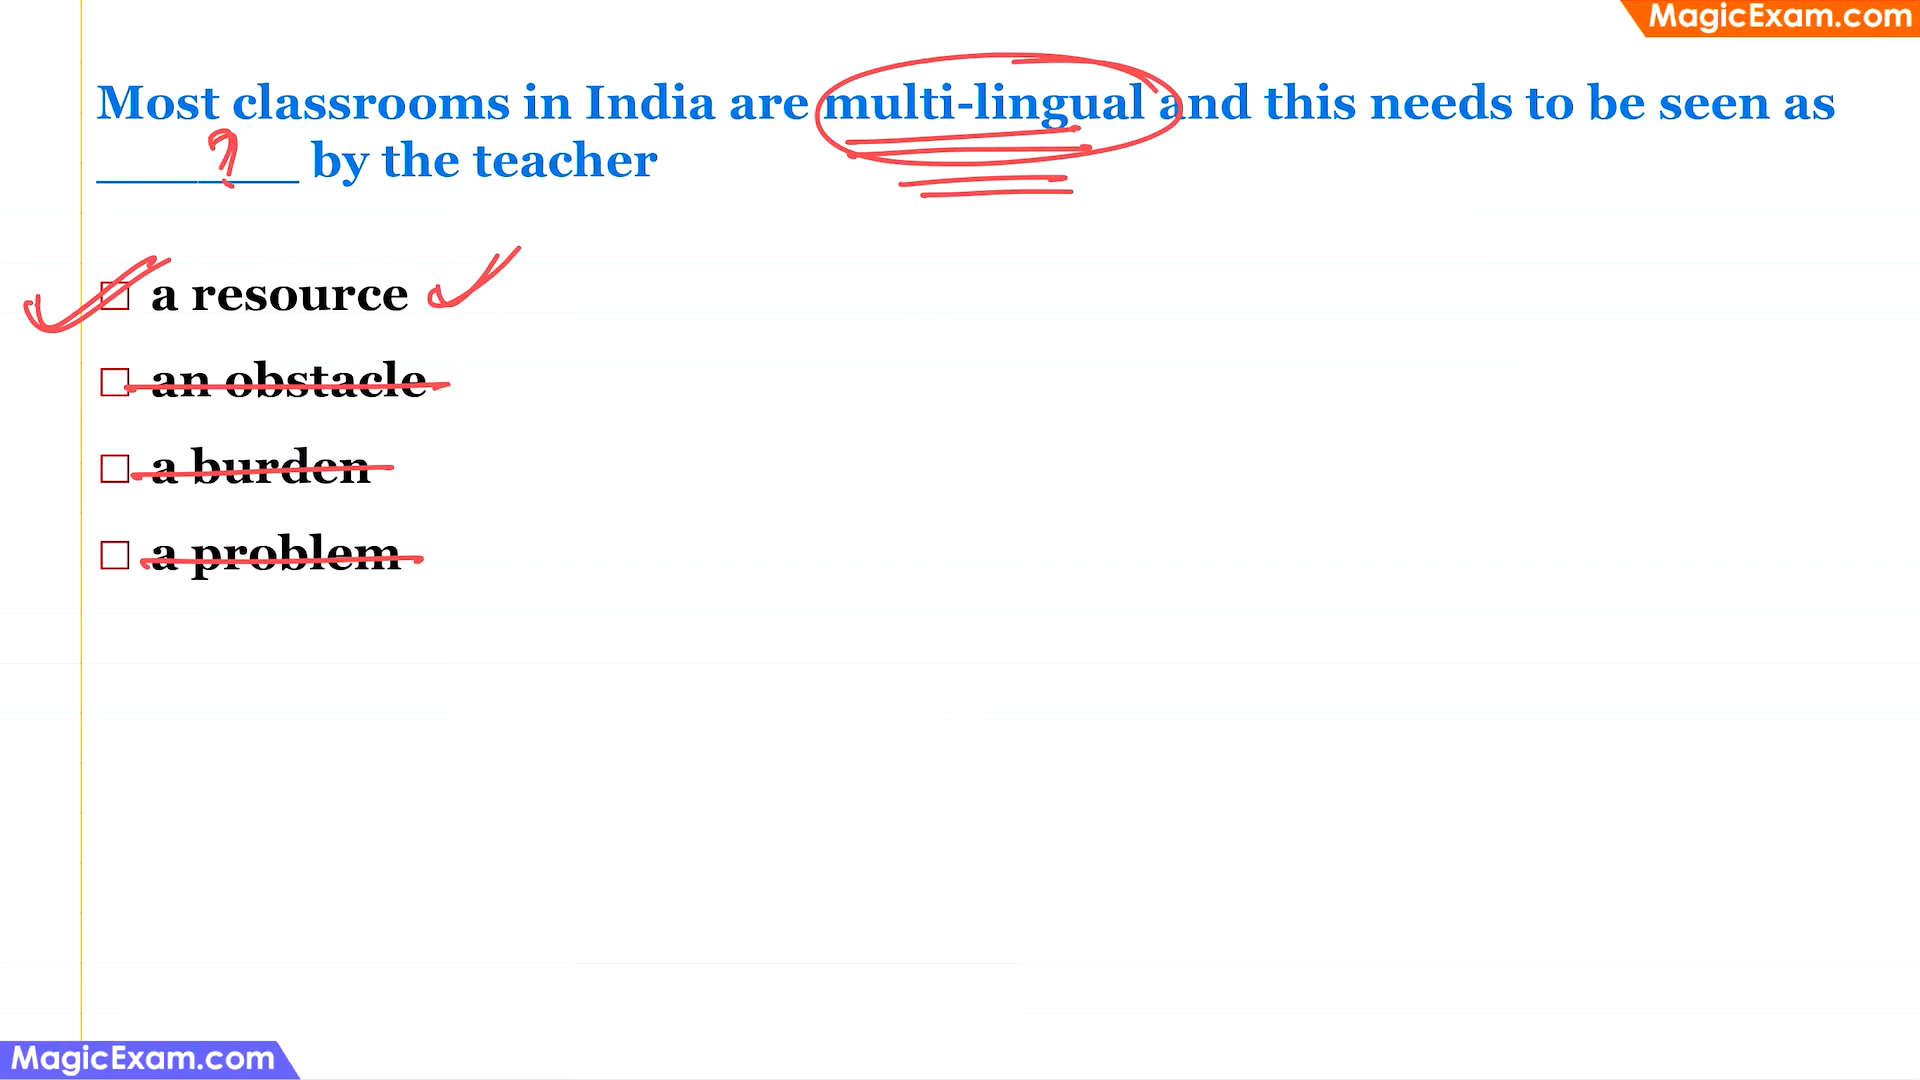 MagicExam.com
Most classrooms in India are multi-lingual and this needs to be seen as
________ by the teacher
?
a resource
an obstacle
a burden
a problem
MagicExam.com